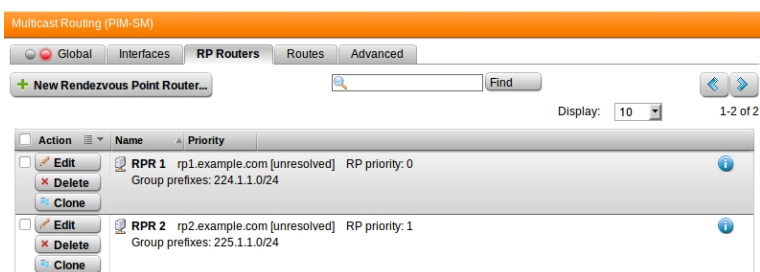 Multicast Routing (PIM-SM)
Global Interfaces RP Routers Routes Advanced
+ New Rendezvous Point Router... Find
Display: 10 1-2 of 2
Action Name Priority
Edit RPR 1 rp1.example.com [unresolved] RP priority: 0
Delete Group prefixes: 224.1.1.0/24
Clone
Edit RPR 2 rp2.example.com [unresolved] RP priority: 1
Delete Group prefixes: 225.1.1.0/24
Clone